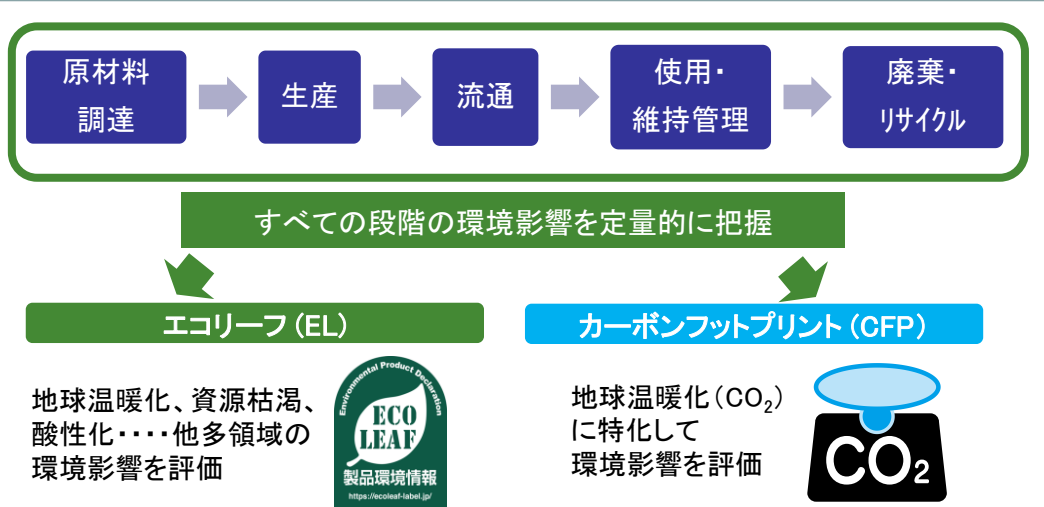 原材料
調達
生産
流通
使用・
維持管理
廃棄・
リサイクル
すべての段階の環境影響を定量的に把握
エコリーフ(EL)
地球温暖化、資源枯渇、
酸性化・・・・他多領域の
環境影響を評価
Environmental Product Declaration
ECO
LEAF
製品環境情報
https://ecoleaf-label.jp/
カーボンフットプリント(CFP)
地球温暖化(CO₂)
に特化して
環境影響を評価
CO₂